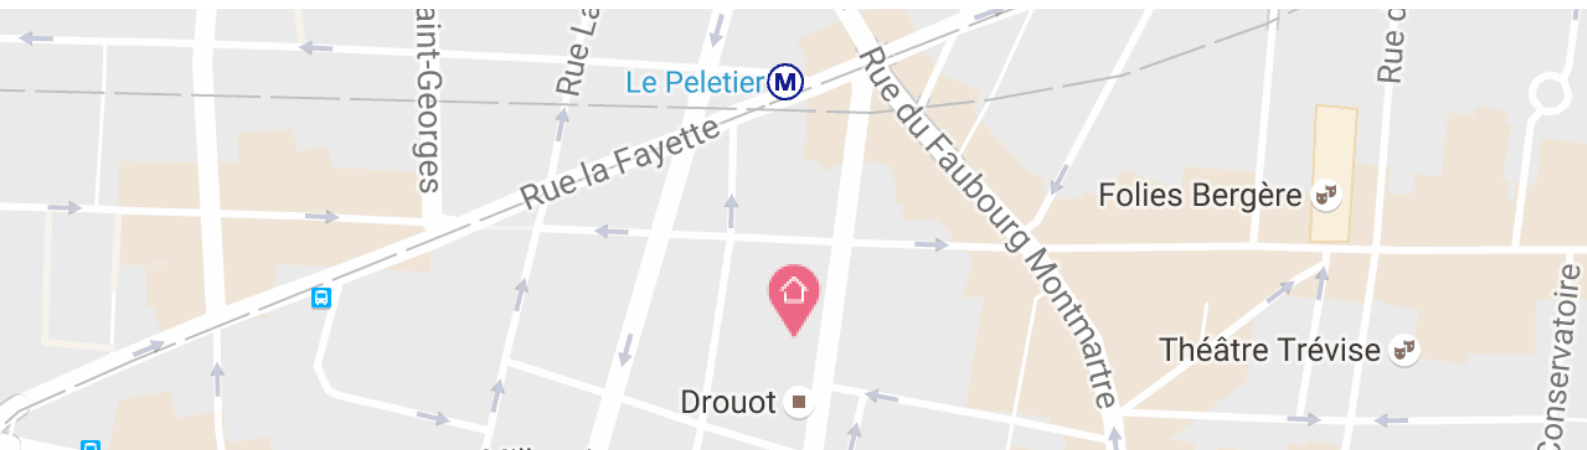 aint-Georges
Rue La
Le Peletier
M
Rue la Fayette
Rue du Faubourg Montmartre
Folies Bergère
Théâtre Trévise
Drouot
Conservatoire